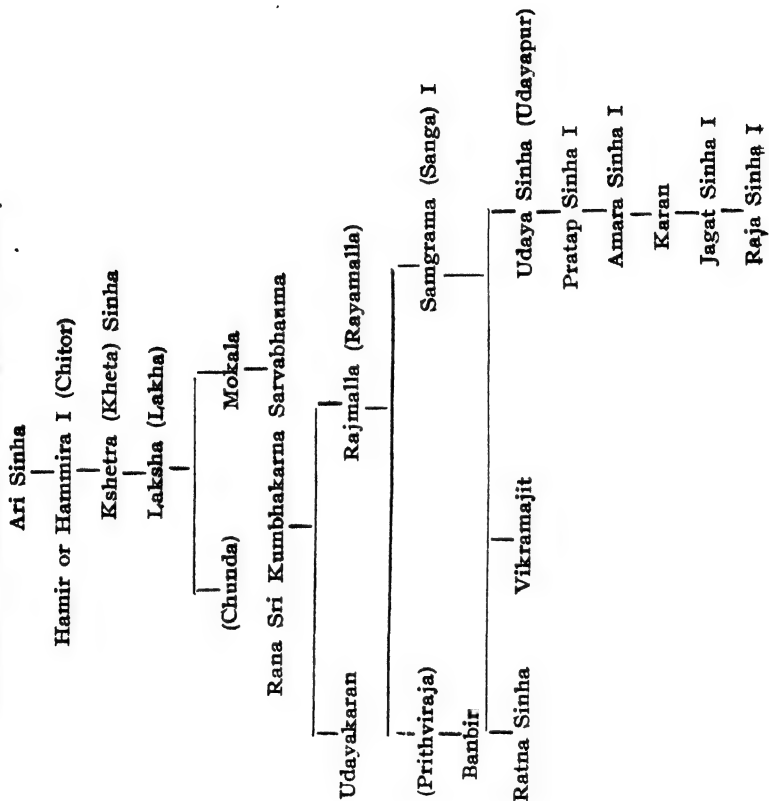 Ari Sinha
Hamir or Hammira I (Chitor)
Kshetra (Kheta) Sinha
Laksha (Lakha)
(Chunda) Mokala
Rana Sri Kumbhakarna Sarvabhauma
Udayakaran Rajmalla (Rayamalla)
(Prithviraja) Samgrama (Sanga) I
Banbir
Ratna Sinha Vikramajit Udaya Sinha (Udayapur)
Pratap Sinha I
Amara Sinha I
Karan
Jagat Sinha I
Raja Sinha I